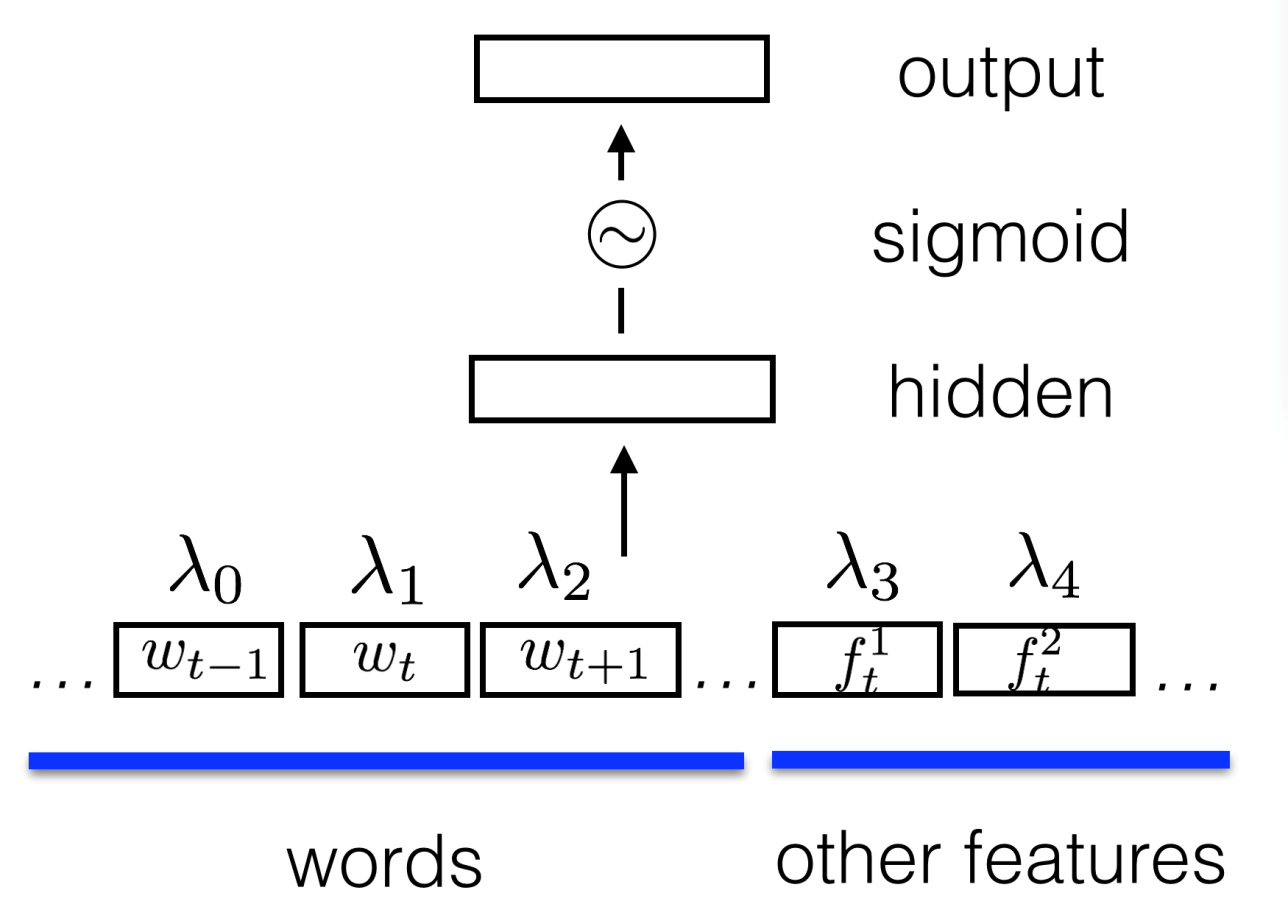 output
∼ sigmoid
hidden
λ₀ λ₁ λ₂ λ₃ λ₄
... wₜ₋₁ wₜ wₜ₊₁ ... fₜ¹ fₜ² ...
words other features